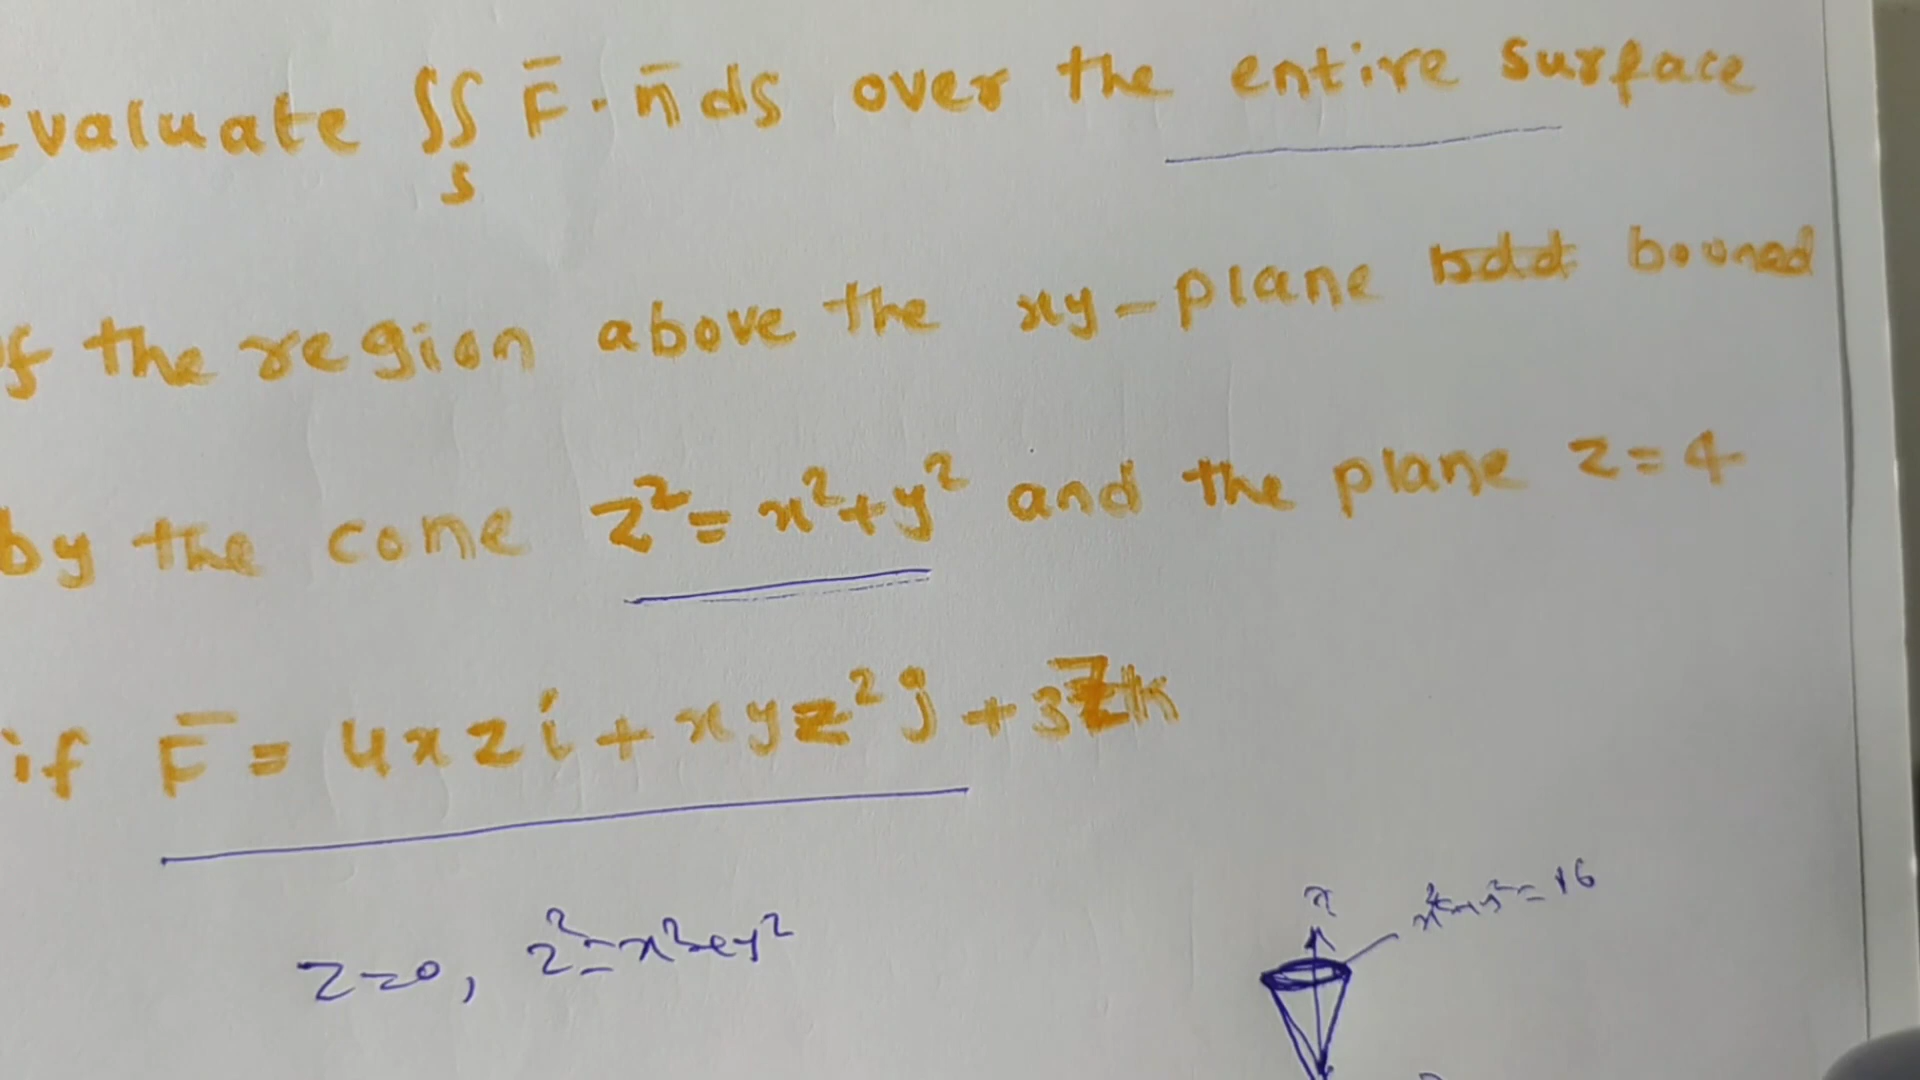 Evaluate ∬ F̄ · n̄ ds over the entire surface
S
of the region above the xy-plane bound
by the cone z² = x²+y² and the plane z=4
if F̄ = 4xz i + xyz² j + 3z k
z=0, z²=x²+y²
x²+y²=16